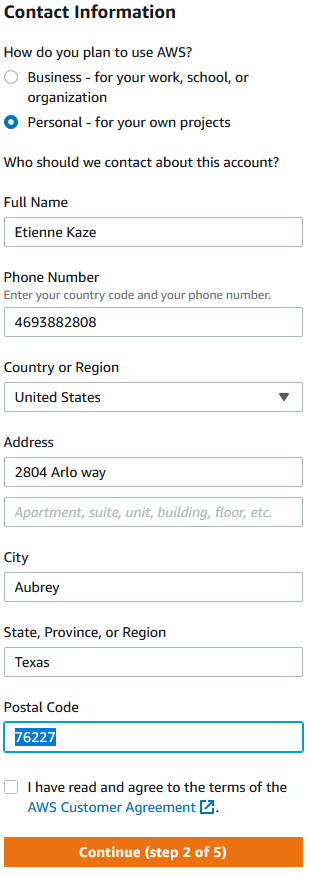 Contact Information
How do you plan to use AWS?
Business - for your work, school, or
organization
Personal - for your own projects
Who should we contact about this account?
Full Name
Etienne Kaze
Phone Number
Enter your country code and your phone number.
4693882808
Country or Region
United States
Address
2804 Arlo way
Apartment, suite, unit, building, floor, etc.
City
Aubrey
State, Province, or Region
Texas
Postal Code
76227
I have read and agree to the terms of the
AWS Customer Agreement.
Continue (step 2 of 5)